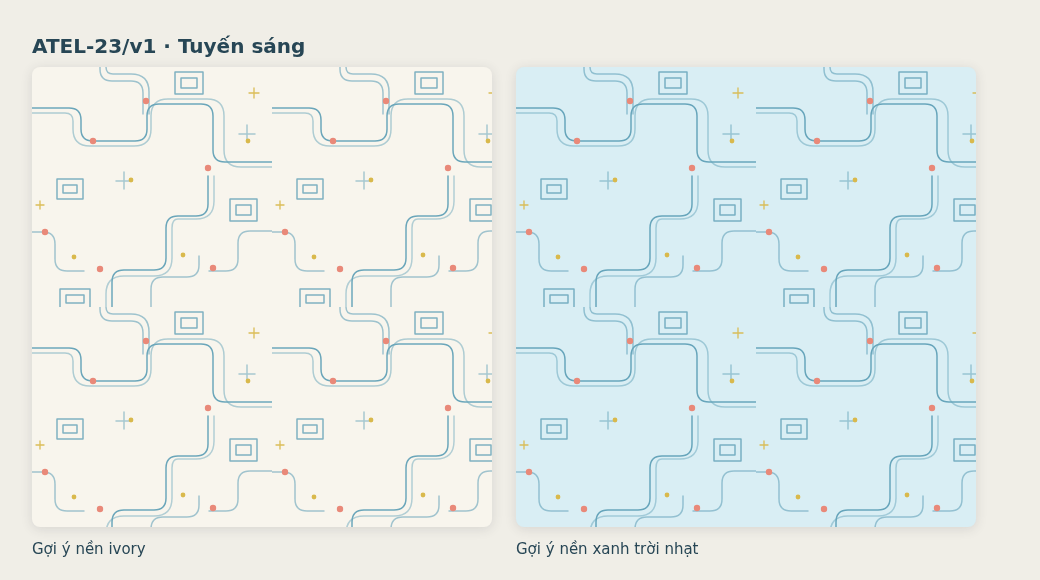 ATEL-23/v1 · Tuyến sáng
Gợi ý nền ivory
Gợi ý nền xanh trời nhạt